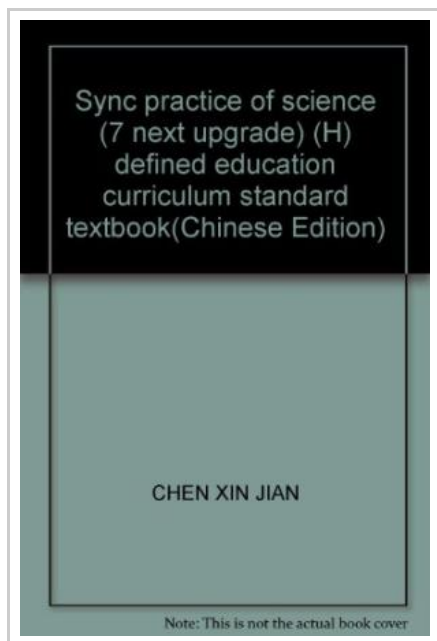 Sync practice of science
(7 next upgrade) (H)
defined education
curriculum standard
textbook(Chinese Edition)
CHEN XIN JIAN
Note: This is not the actual book cover